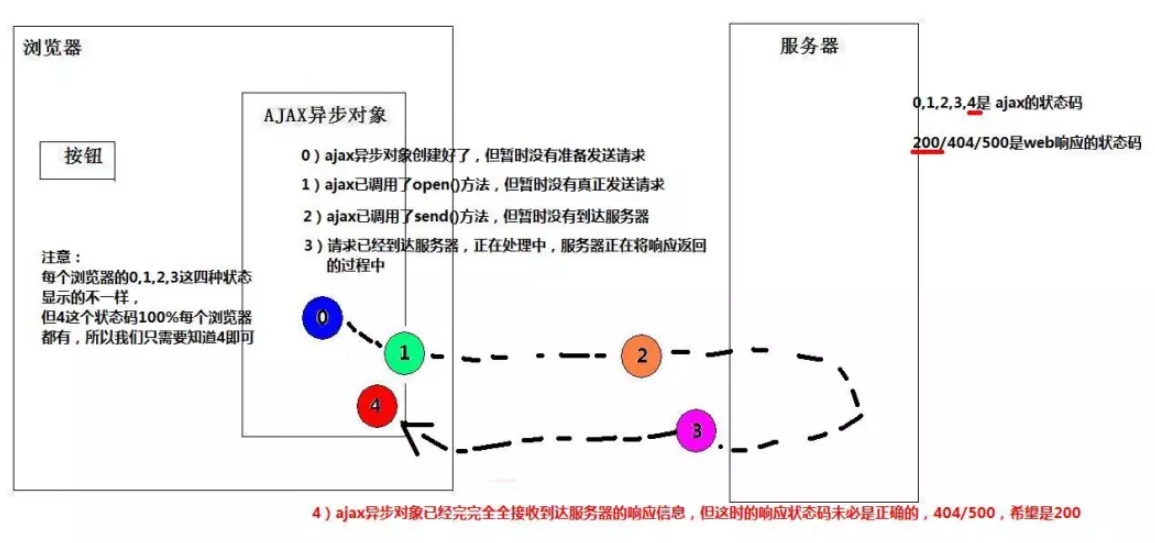 浏览器
服务器
0,1,2,3,4是 ajax的状态码
AJAX异步对象
200/404/500是web响应的状态码
按钮
0）ajax异步对象创建好了，但暂时没有准备发送请求
1）ajax已调用了open()方法，但暂时没有真正发送请求
2）ajax已调用了send()方法，但暂时没有到达服务器
3）请求已经到达服务器，正在处理中，服务器正在将响应返回
的过程中
注意：
每个浏览器的0,1,2,3这四种状态
显示的不一样，
但4这个状态码100%每个浏览器
都有，所以我们只需要知道4即可
0
1
2
4
3
4）ajax异步对象已经完完全全接收到达服务器的响应信息，但这时的响应状态码未必是正确的，404/500，希望是200